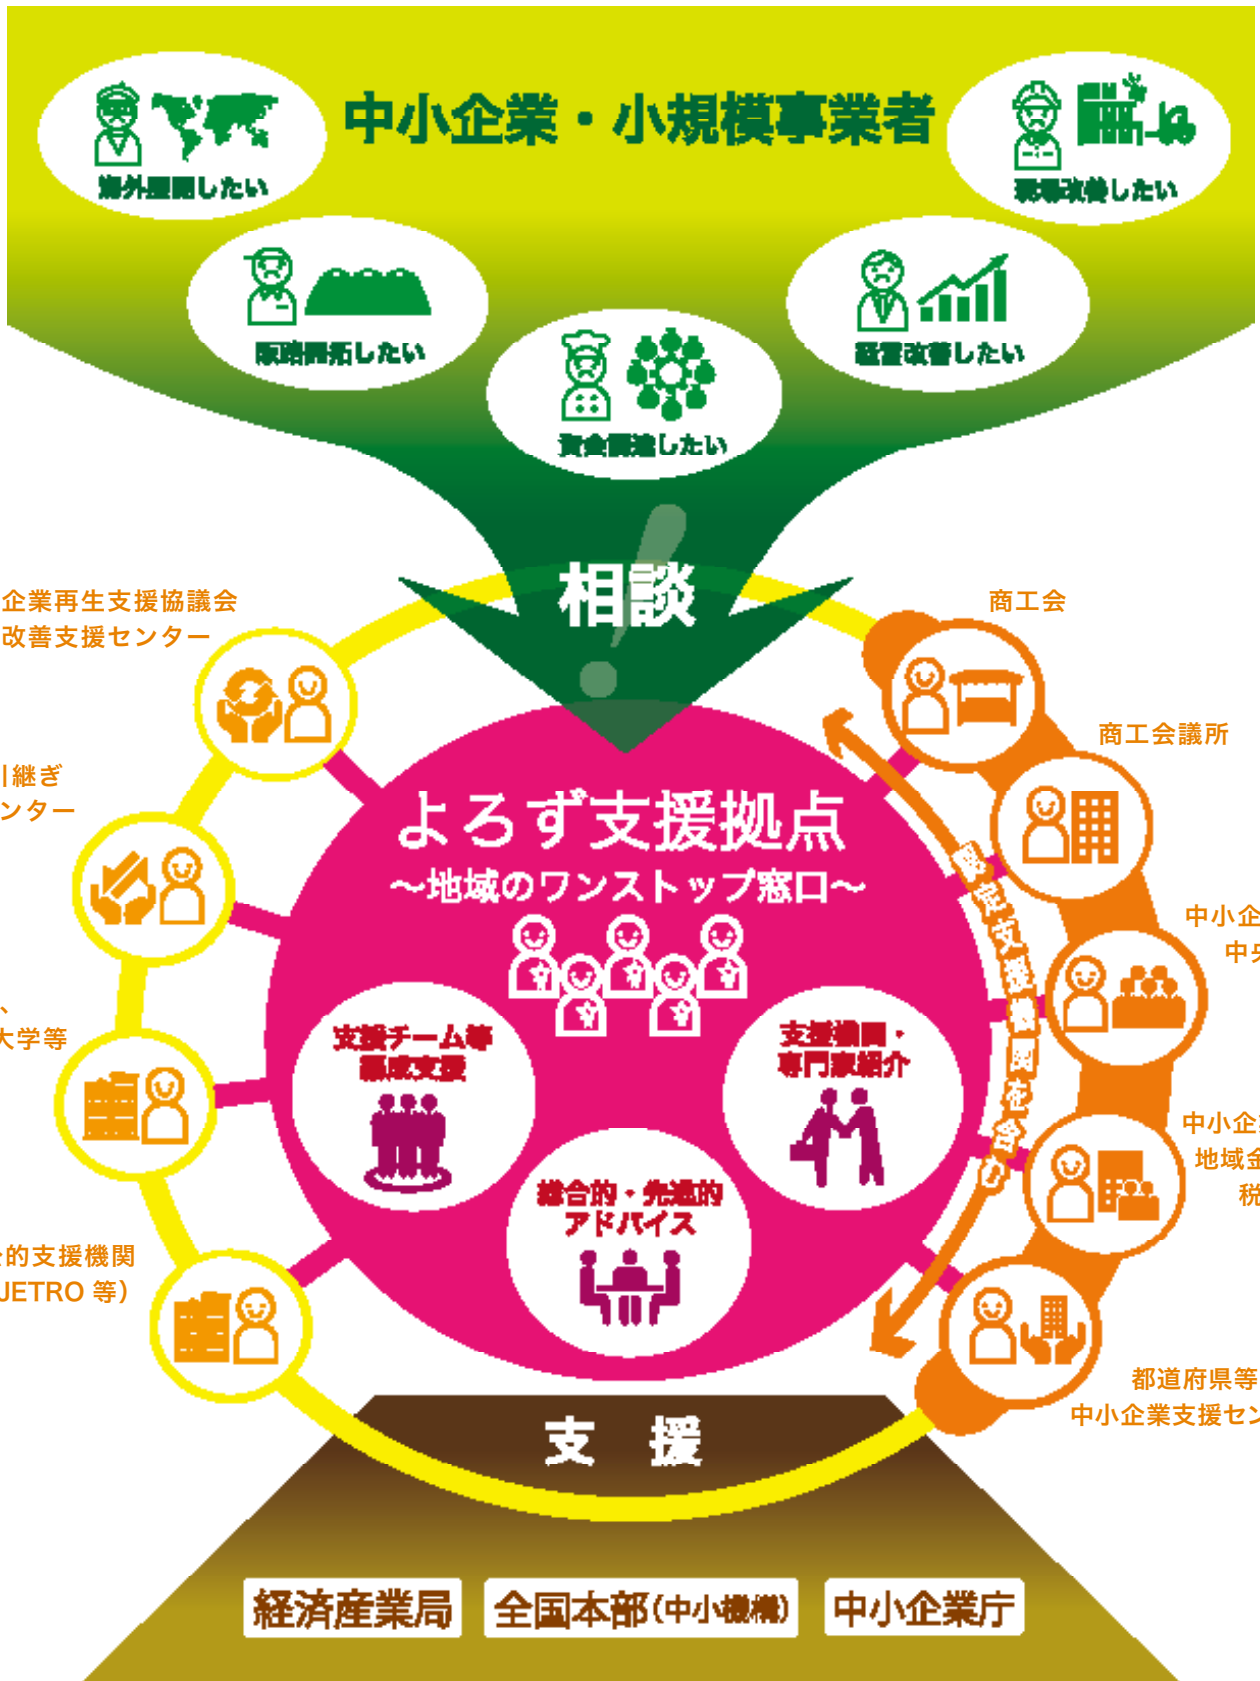 中小企業・小規模事業者
海外展開したい
現場改善したい
販路開拓したい
経営改善したい
資金調達したい
相談
企業再生支援協議会
改善支援センター
商工会
商工会議所
引継ぎ
ンター
よろず支援拠点
～地域のワンストップ窓口～
中小企
中央
、
大学等
支援チーム等
編成支援
支援機関・
専門家紹介
認定支援機関を含む
中小企
地域金
税
総合的・先進的
アドバイス
公的支援機関
JETRO 等）
都道府県等
中小企業支援セン
支 援
経済産業局
全国本部（中小機構）
中小企業庁